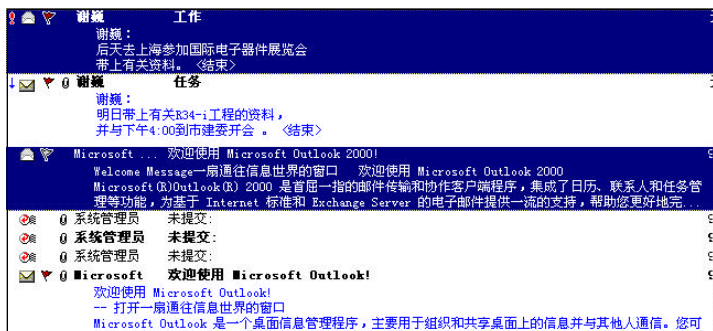 谢巍 工作
谢巍：
后天去上海参加国际电子器件展览会
带上有关资料。 <结束>
谢巍 任务
谢巍：
明日带上有关R34-i工程的资料，
并与下午4:00到市建委开会 。 <结束>
Microsoft ... 欢迎使用 Microsoft Outlook 2000!
Welcome Message一扇通往信息世界的窗口 欢迎使用 Microsoft Outlook 2000
Microsoft(R)Outlook(R) 2000 是首屈一指的邮件传输和协作客户端程序，集成了日历、联系人和任务管
理等功能，为基于 Internet 标准和 Exchange Server 的电子邮件提供一流的支持，帮助您更好地完...
系统管理员 未提交:
系统管理员 未提交:
系统管理员 未提交:
Microsoft 欢迎使用 Microsoft Outlook!
欢迎使用 Microsoft Outlook!
-- 打开一扇通往信息世界的窗口
Microsoft Outlook 是一个桌面信息管理程序，主要用于组织和共享桌面上的信息并与其他人通信。您可